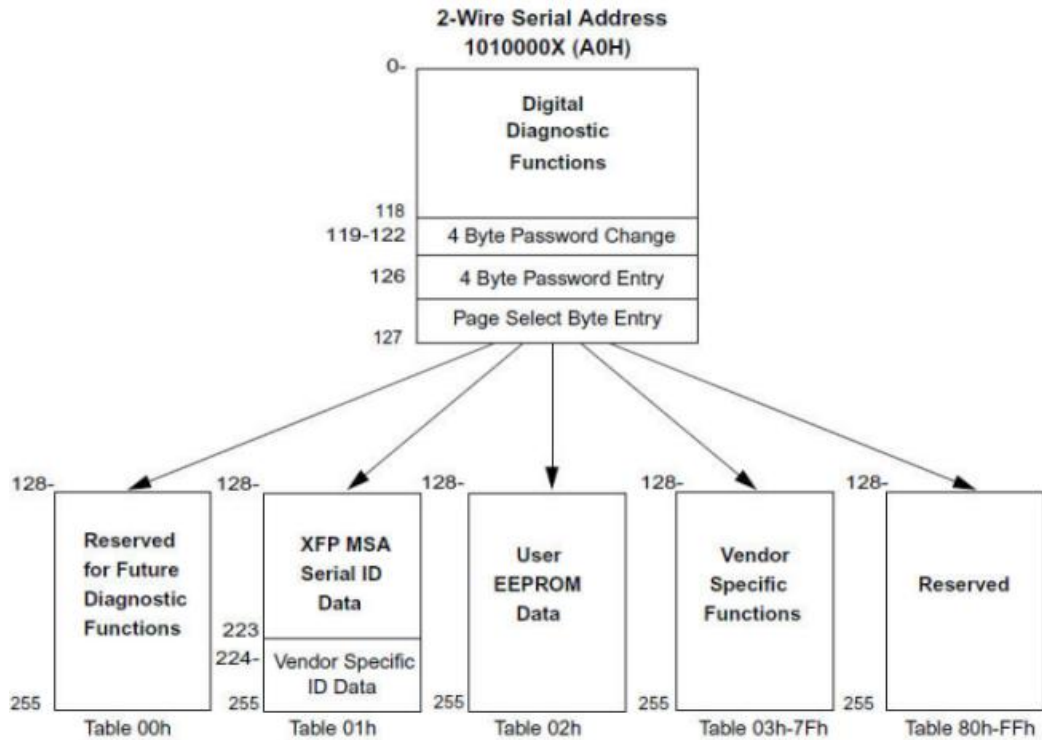 2-Wire Serial Address
1010000X (A0H)
0-
Digital
Diagnostic
Functions
118
119-122
4 Byte Password Change
126
4 Byte Password Entry
Page Select Byte Entry
127
128-
Reserved
for Future
Diagnostic
Functions
255
Table 00h
128-
XFP MSA
Serial ID
Data
223
224-
Vendor Specific
ID Data
255
Table 01h
128-
User
EEPROM
Data
255
Table 02h
128-
Vendor
Specific
Functions
255
Table 03h-7Fh
128-
Reserved
255
Table 80h-FFh